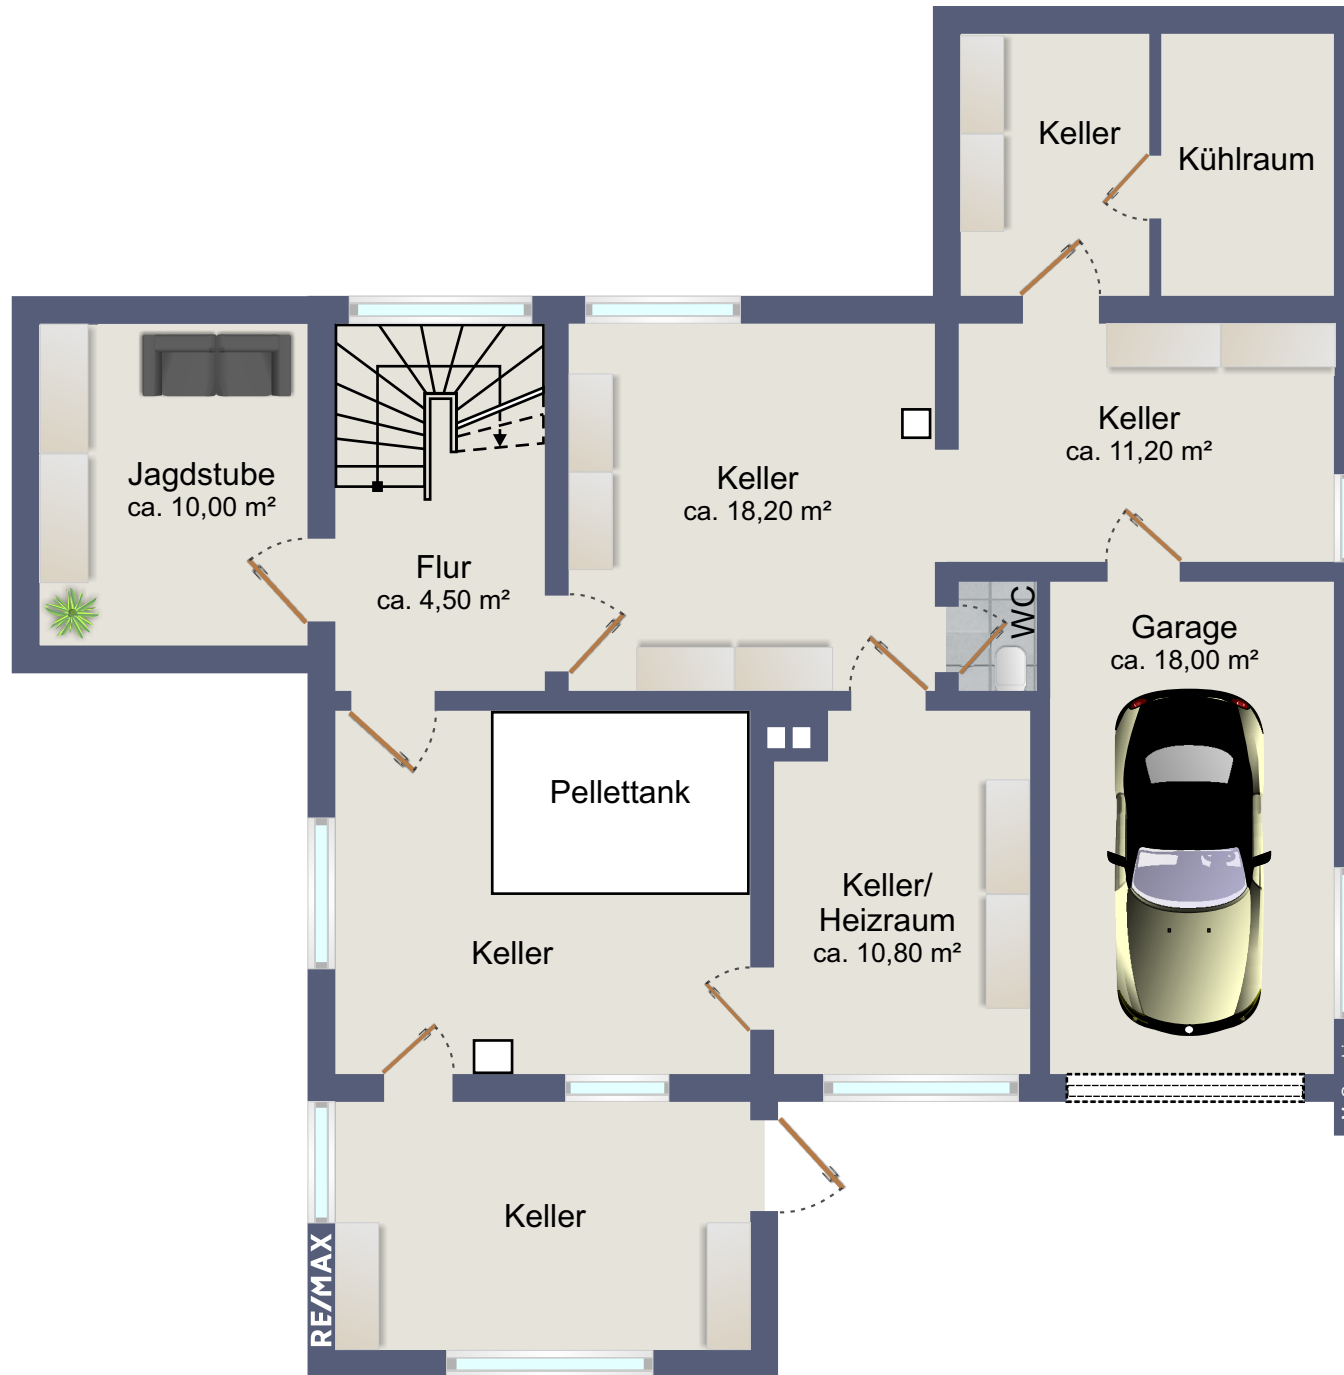 Keller
Kühlraum
Jagdstube
ca. 10,00 m²
Flur
ca. 4,50 m²
Keller
ca. 18,20 m²
Keller
ca. 11,20 m²
WC
Garage
ca. 18,00 m²
Pellettank
Keller
Keller/
Heizraum
ca. 10,80 m²
Keller
RE/MAX